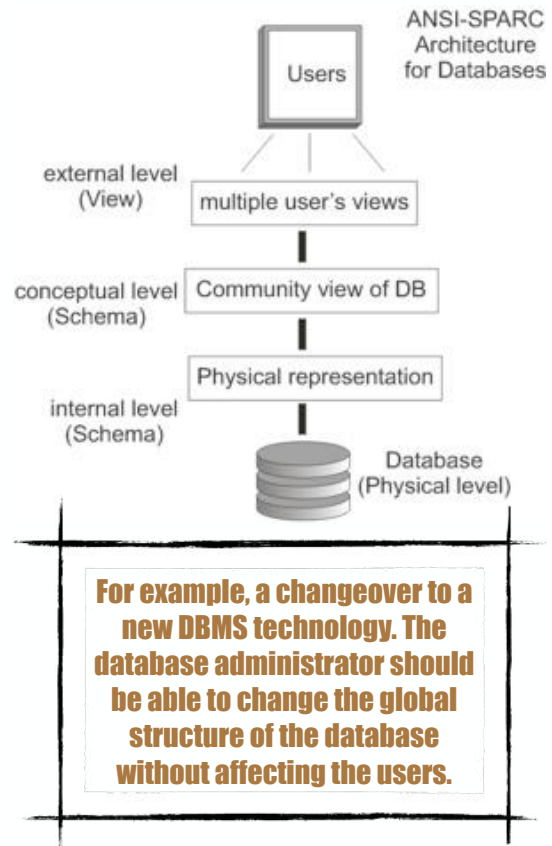 ANSI-SPARC
Architecture
for Databases
Users
external level
(View)
multiple user's views
conceptual level
(Schema)
Community view of DB
Physical representation
internal level
(Schema)
Database
(Physical level)
For example, a changeover to a
new DBMS technology. The
database administrator should
be able to change the global
structure of the database
without affecting the users.